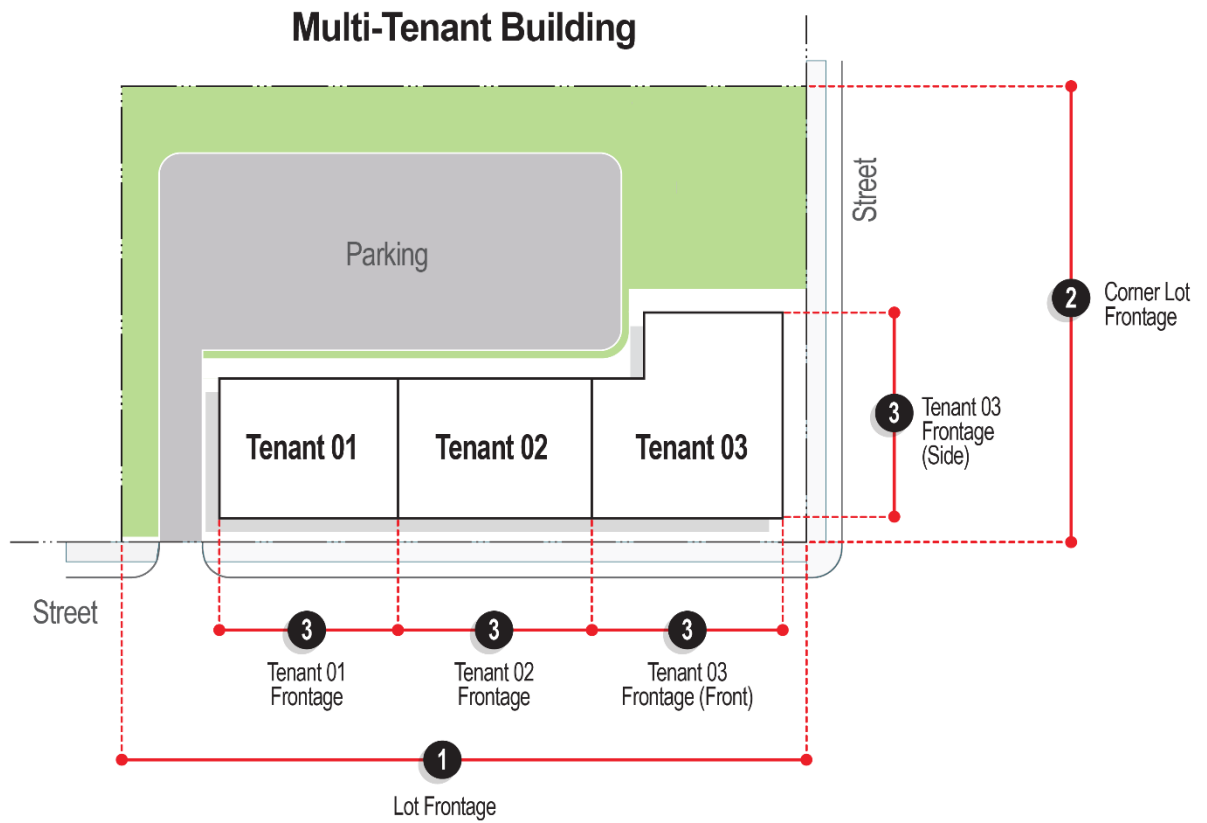 Multi-Tenant Building
Street
Parking
2
Corner Lot
Frontage
3
Tenant 03
Frontage
(Side)
Tenant 01
Tenant 02
Tenant 03
Street
3
3
3
Tenant 01
Frontage
Tenant 02
Frontage
Tenant 03
Frontage (Front)
1
Lot Frontage